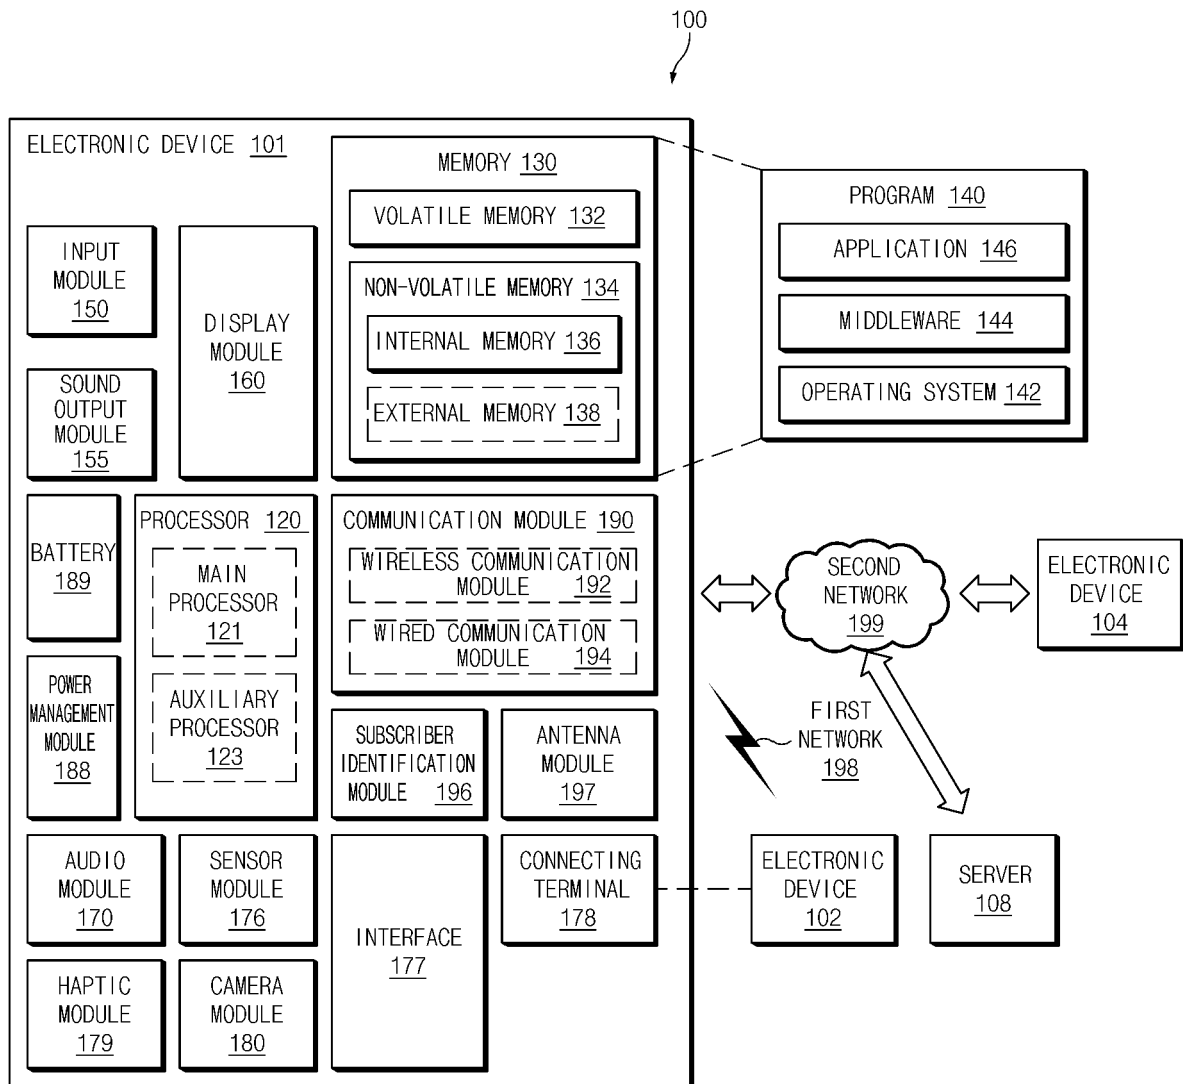 100
ELECTRONIC DEVICE 101
MEMORY 130
VOLATILE MEMORY 132
NON-VOLATILE MEMORY 134
INTERNAL MEMORY 136
EXTERNAL MEMORY 138
PROGRAM 140
APPLICATION 146
MIDDLEWARE 144
OPERATING SYSTEM 142
INPUT
MODULE
150
DISPLAY
MODULE
160
SOUND
OUTPUT
MODULE
155
BATTERY
189
PROCESSOR 120
MAIN
PROCESSOR
121
AUXILIARY
PROCESSOR
123
COMMUNICATION MODULE 190
WIRELESS COMMUNICATION
MODULE 192
WIRED COMMUNICATION
MODULE 194
SECOND
NETWORK
199
ELECTRONIC
DEVICE
104
POWER
MANAGEMENT
MODULE
188
SUBSCRIBER
IDENTIFICATION
MODULE 196
ANTENNA
MODULE
197
FIRST
NETWORK
198
AUDIO
MODULE
170
SENSOR
MODULE
176
INTERFACE
177
CONNECTING
TERMINAL
178
ELECTRONIC
DEVICE
102
SERVER
108
HAPTIC
MODULE
179
CAMERA
MODULE
180